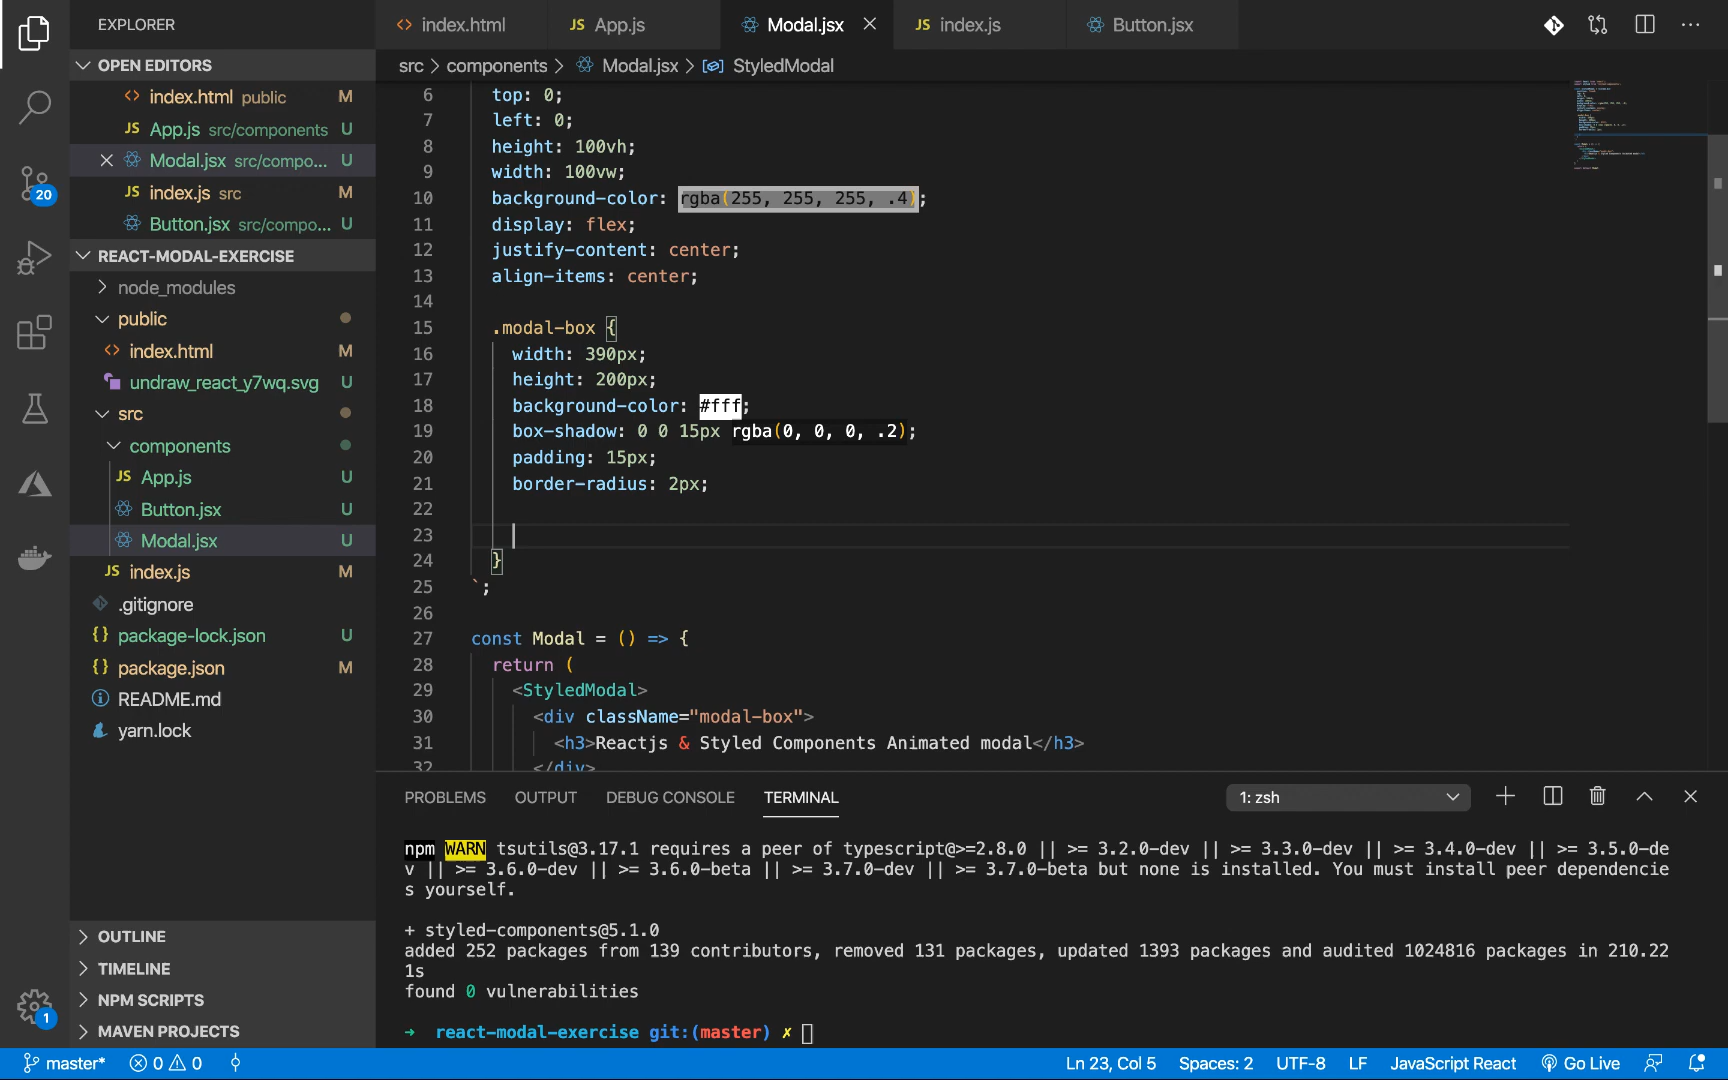 EXPLORER
index.html
App.js
Modal.jsx
index.js
Button.jsx
OPEN EDITORS
index.html public M
App.js src/components U
Modal.jsx src/compo... U
index.js src M
Button.jsx src/compo... U
20
REACT-MODAL-EXERCISE
node_modules
public
index.html M
undraw_react_y7wq.svg U
src
components
App.js U
Button.jsx U
Modal.jsx U
index.js M
.gitignore
package-lock.json U
package.json M
README.md
yarn.lock
OUTLINE
TIMELINE
NPM SCRIPTS
MAVEN PROJECTS
1
src > components > Modal.jsx > StyledModal
6 top: 0;
7 left: 0;
8 height: 100vh;
9 width: 100vw;
10 background-color: rgba(255, 255, 255, .4);
11 display: flex;
12 justify-content: center;
13 align-items: center;
14
15 .modal-box {
16 width: 390px;
17 height: 200px;
18 background-color: #fff;
19 box-shadow: 0 0 15px rgba(0, 0, 0, .2);
20 padding: 15px;
21 border-radius: 2px;
22
23
24 }
25 `;
26
27 const Modal = () => {
28 return (
29 <StyledModal>
30 <div className="modal-box">
31 <h3>Reactjs & Styled Components Animated modal</h3>
32 </div>
PROBLEMS OUTPUT DEBUG CONSOLE TERMINAL 1: zsh
npm WARN tsutils@3.17.1 requires a peer of typescript@>=2.8.0 || >= 3.2.0-dev || >= 3.3.0-dev || >= 3.4.0-dev || >= 3.5.0-de
v || >= 3.6.0-dev || >= 3.6.0-beta || >= 3.7.0-dev || >= 3.7.0-beta but none is installed. You must install peer dependencie
s yourself.
+ styled-components@5.1.0
added 252 packages from 139 contributors, removed 131 packages, updated 1393 packages and audited 1024816 packages in 210.22
1s
found 0 vulnerabilities
→ react-modal-exercise git:(master) ✗
master* 0 0 Ln 23, Col 5 Spaces: 2 UTF-8 LF JavaScript React Go Live